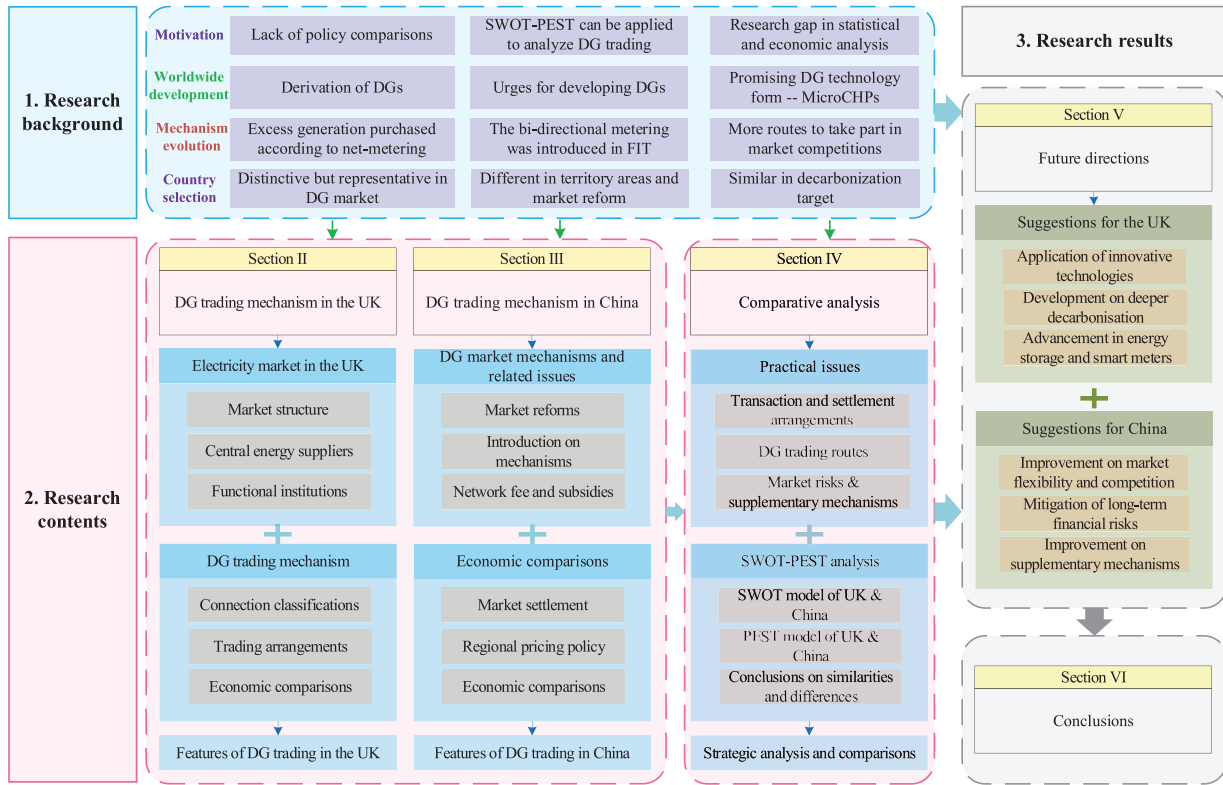 1. Research
background
Motivation
Lack of policy comparisons
SWOT-PEST can be applied
to analyze DG trading
Research gap in statistical
and economic analysis
Worldwide
development
Derivation of DGs
Urges for developing DGs
Promising DG technology
form -- MicroCHPs
Mechanism
evolution
Excess generation purchased
according to net-metering
The bi-directional metering
was introduced in FIT
More routes to take part in
market competitions
Country
selection
Distinctive but representative in
DG market
Different in territory areas and
market reform
Similar in decarbonization
target
2. Research
contents
Section II
DG trading mechanism in the UK
Electricity market in the UK
Market structure
Central energy suppliers
Functional institutions
DG trading mechanism
Connection classifications
Trading arrangements
Economic comparisons
Features of DG trading in the UK
Section III
DG trading mechanism in China
DG market mechanisms and
related issues
Market reforms
Introduction on
mechanisms
Network fee and subsidies
Economic comparisons
Market settlement
Regional pricing policy
Economic comparisons
Features of DG trading in China
Section IV
Comparative analysis
Practical issues
Transaction and settlement
arrangements
DG trading routes
Market risks &
supplementary mechanisms
SWOT-PEST analysis
SWOT model of UK &
China
PEST model of UK &
China
Conclusions on similarities
and differences
Strategic analysis and comparisons
3. Research results
Section V
Future directions
Suggestions for the UK
Application of innovative
technologies
Development on deeper
decarbonisation
Advancement in energy
storage and smart meters
Suggestions for China
Improvement on market
flexibility and competition
Mitigation of long-term
financial risks
Improvement on
supplementary mechanisms
Section VI
Conclusions